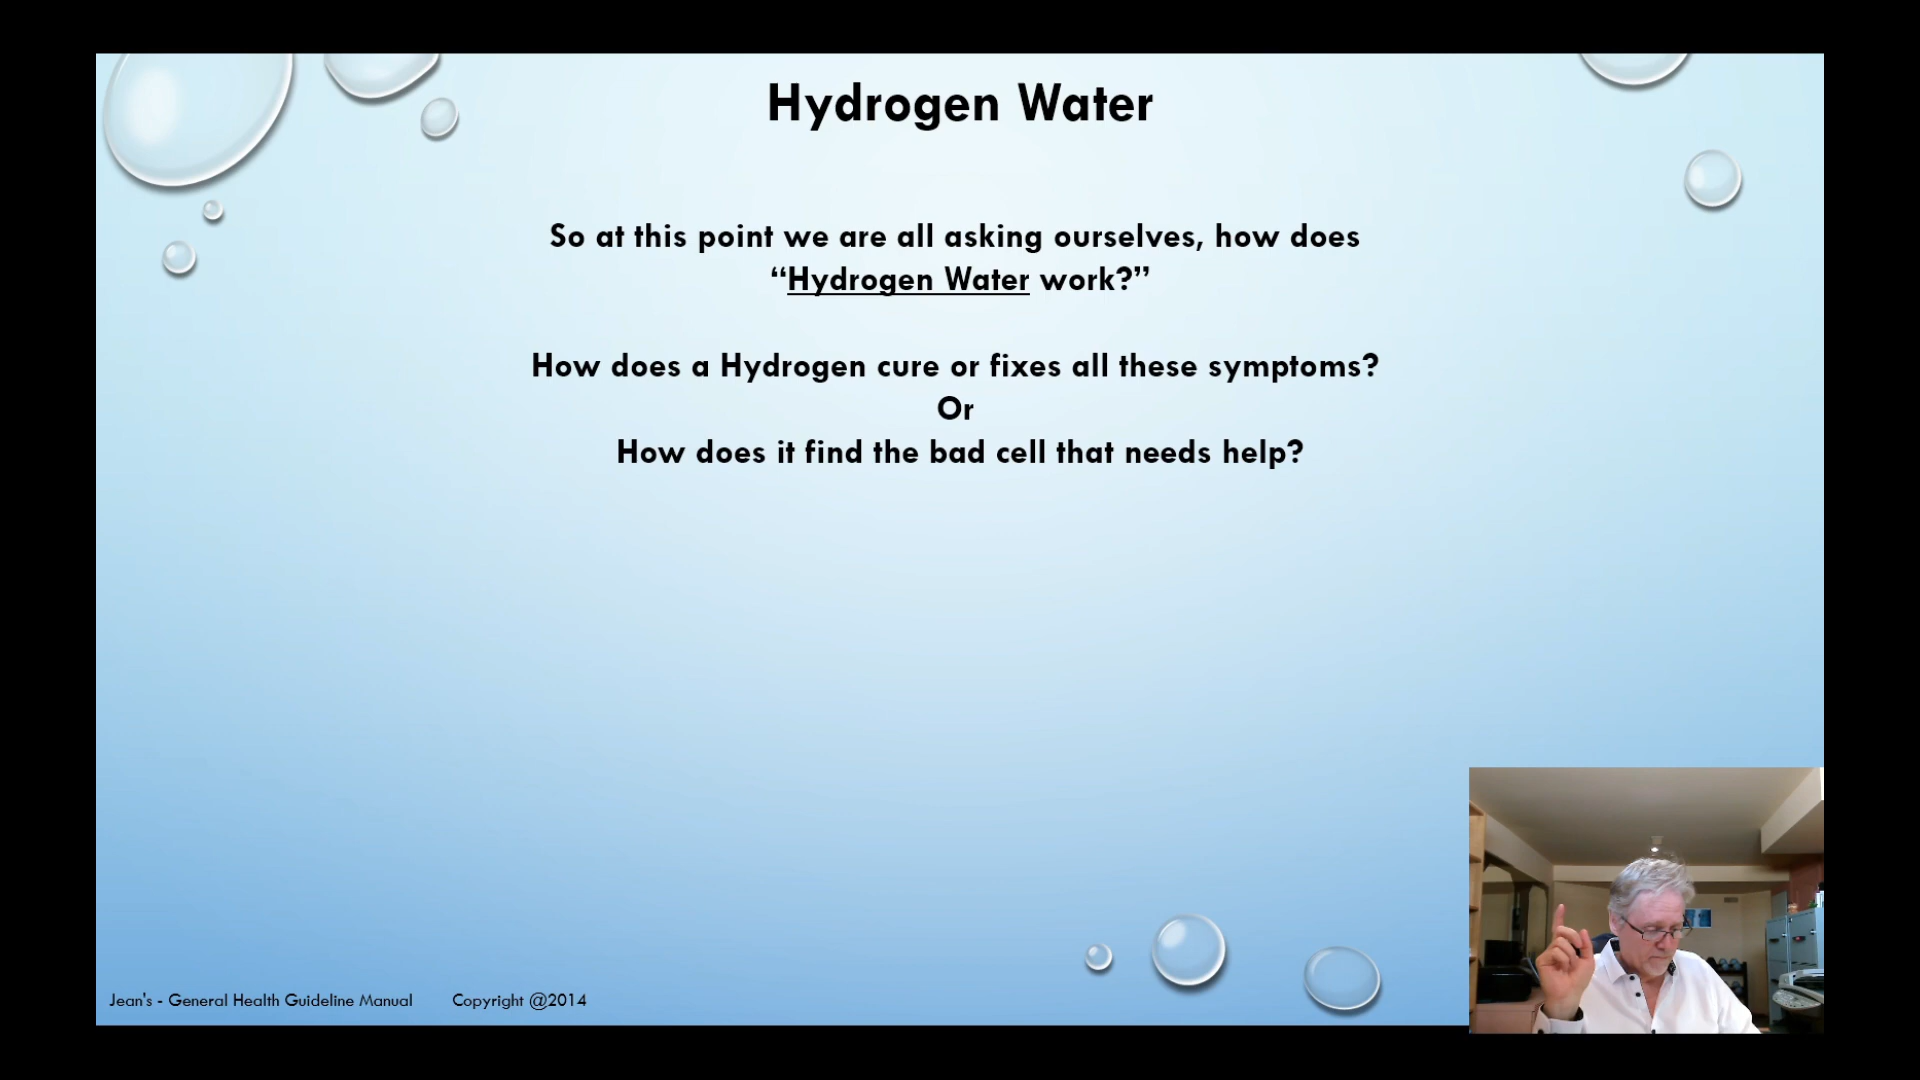 Hydrogen Water
So at this point we are all asking ourselves, how does
“Hydrogen Water work?”
How does a Hydrogen cure or fixes all these symptoms?
Or
How does it find the bad cell that needs help?
Jean's - General Health Guideline Manual Copyright @2014